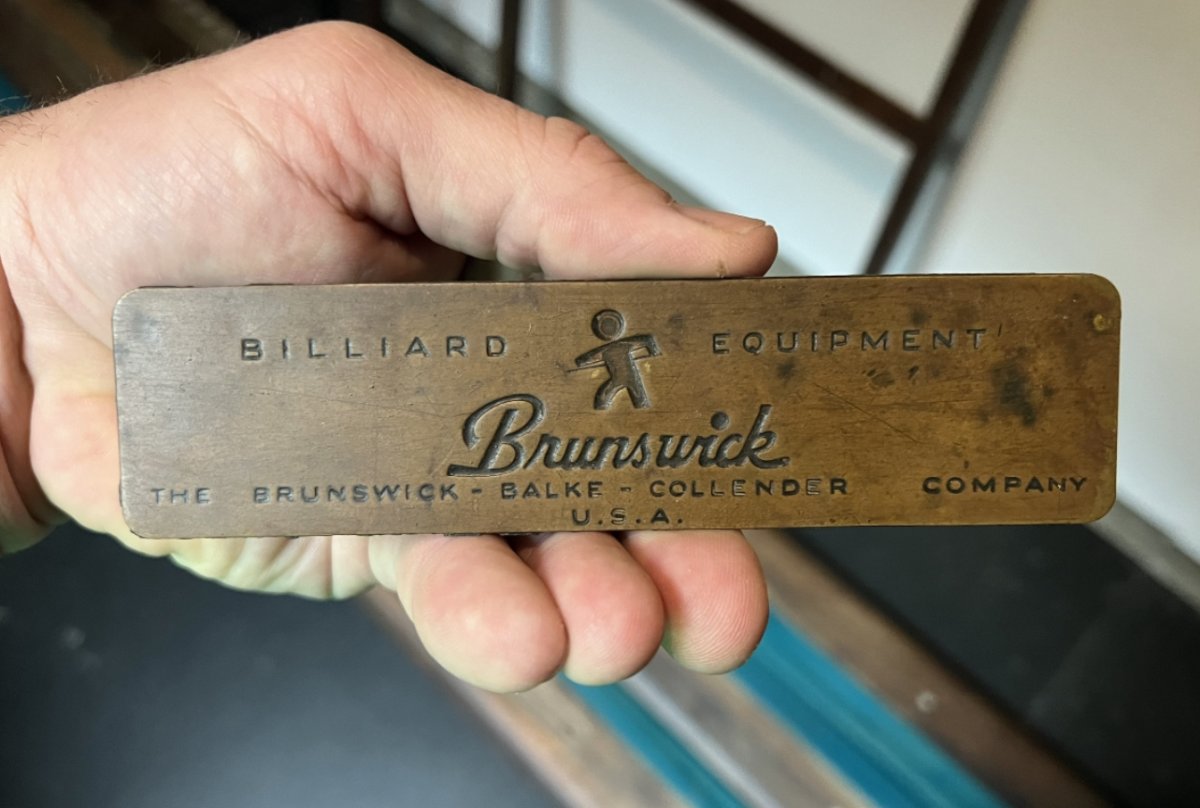 BILLIARD EQUIPMENT
Brunswick
THE BRUNSWICK - BALKE - COLLENDER COMPANY
U.S.A.